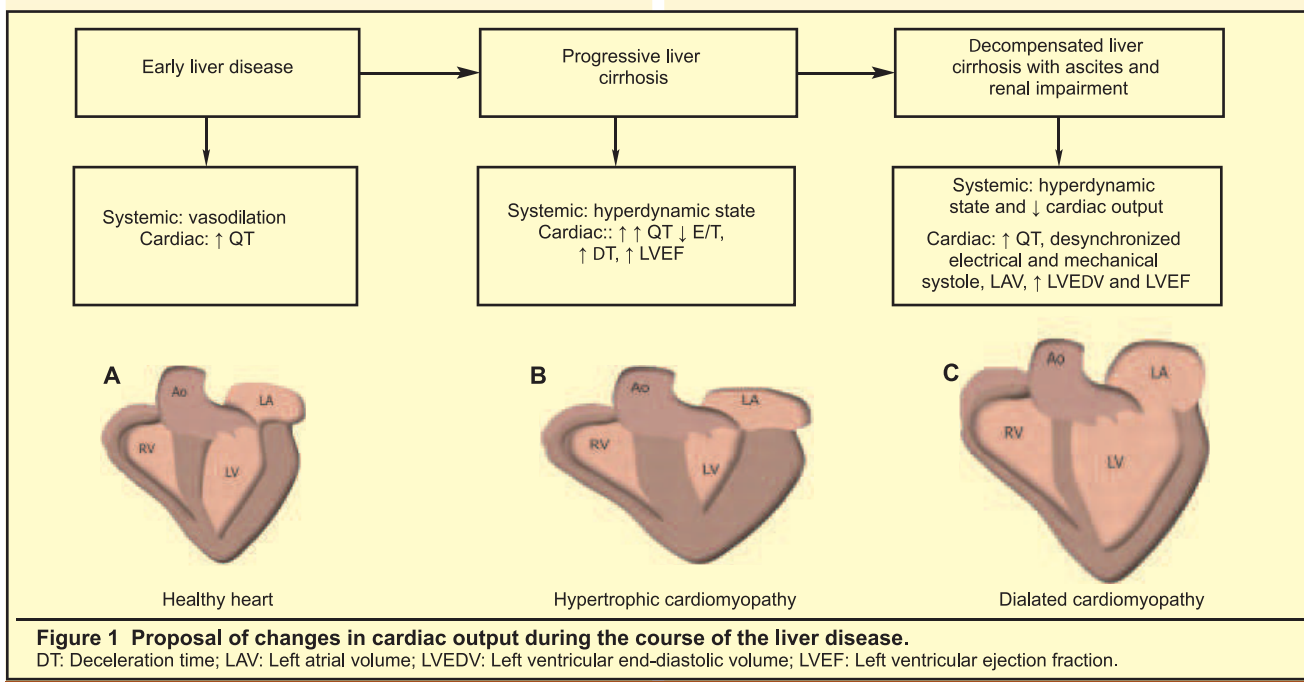 Early liver disease
Progressive liver
cirrhosis
Decompensated liver
cirrhosis with ascites and
renal impairment
Systemic: vasodilation
Cardiac: ↑ QT
Systemic: hyperdynamic state
Cardiac:: ↑ ↑ QT ↓ E/T,
↑ DT, ↑ LVEF
Systemic: hyperdynamic
state and ↓ cardiac output
Cardiac: ↑ QT, desynchronized
electrical and mechanical
systole, LAV, ↑ LVEDV and LVEF
A
Ao
LA
RV
LV
Healthy heart
B
Ao
LA
RV
LV
Hypertrophic cardiomyopathy
C
Ao
LA
RV
LV
Dialated cardiomyopathy
Figure 1 Proposal of changes in cardiac output during the course of the liver disease.
DT: Deceleration time; LAV: Left atrial volume; LVEDV: Left ventricular end-diastolic volume; LVEF: Left ventricular ejection fraction.